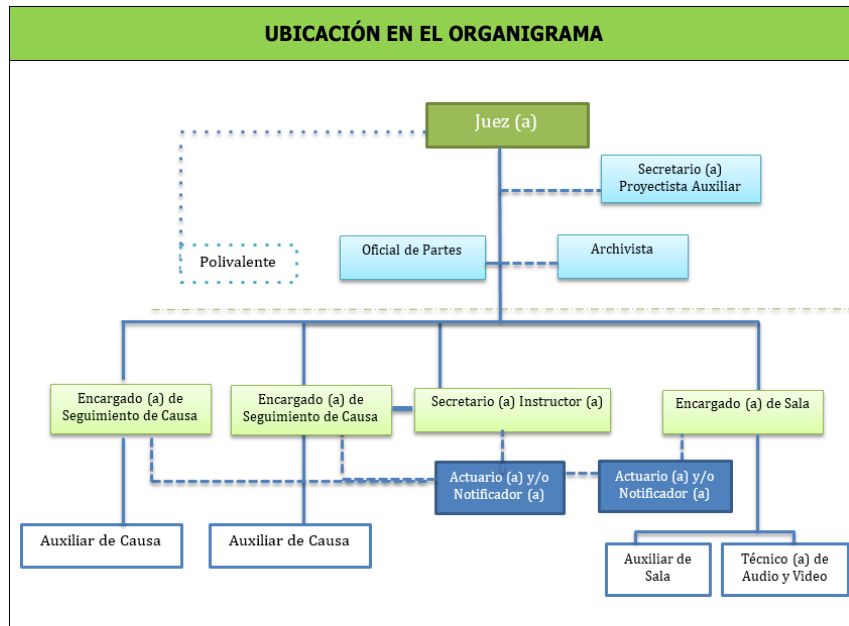 UBICACIÓN EN EL ORGANIGRAMA
Juez (a)
Secretario (a)
Proyectista Auxiliar
Polivalente
Oficial de Partes
Archivista
Encargado (a) de
Seguimiento de Causa
Encargado (a) de
Seguimiento de Causa
Secretario (a) Instructor (a)
Encargado (a) de Sala
Actuario (a) y/o
Notificador (a)
Actuario (a) y/o
Notificador (a)
Auxiliar de Causa
Auxiliar de Causa
Auxiliar de
Sala
Técnico (a) de
Audio y Video